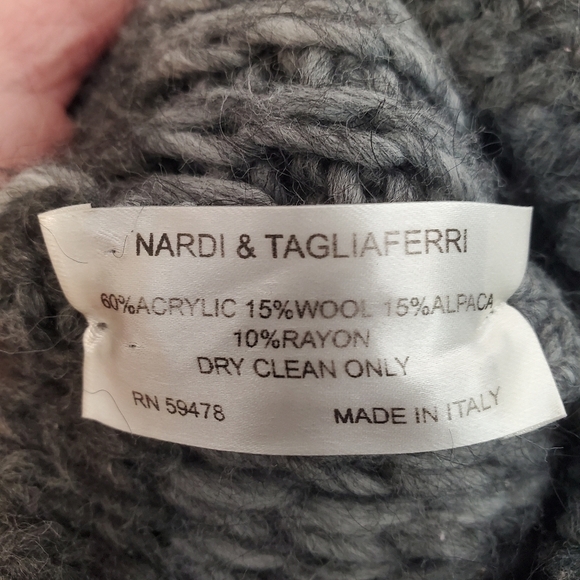 NARDI & TAGLIAFERRI
60%ACRYLIC 15%WOOL 15%ALPACA
10%RAYON
DRY CLEAN ONLY
RN 59478 MADE IN ITALY